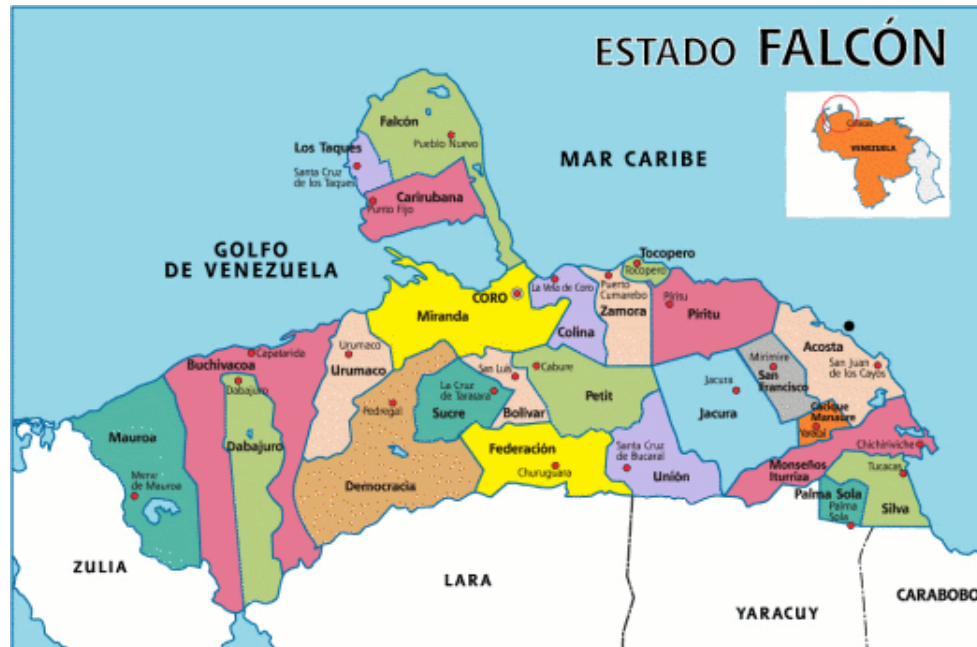 ESTADO FALCÓN
Caracas
VENEZUELA
MAR CARIBE
GOLFO
DE VENEZUELA
Falcón
Pueblo Nuevo
Los Taques
Santa Cruz
de los Taques
Carirubana
Punto Fijo
CORO
Miranda
La Vela de Coro
Colina
Puerto
Cumarebo
Zamora
Tocopero
Tocopero
Píritu
Píritu
Acosta
San Juan
de los Cayos
Mirimire
San
Francisco
Jacura
Jacura
Cacique
Manaure
Yaracal
Chichiriviche
Monseños
Iturriza
Tucacas
Silva
Palma Sola
Palma
Sola
Capatarida
Buchivacoa
Dabajuro
Dabajuro
Urumaco
Urumaco
Mauroa
Mene
de Mauroa
Pedregal
Democracia
La Cruz
de Tarasara
Sucre
San Luis
Bolívar
Cabure
Petit
Federación
Churuguara
Santa Cruz
de Bucaral
Unión
ZULIA
LARA
YARACUY
CARABOBO